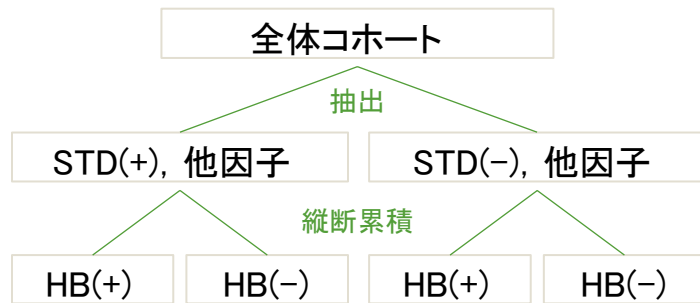 全体コホート
抽出
STD(+), 他因子
STD(−), 他因子
縦断累積
HB(+)
HB(−)
HB(+)
HB(−)